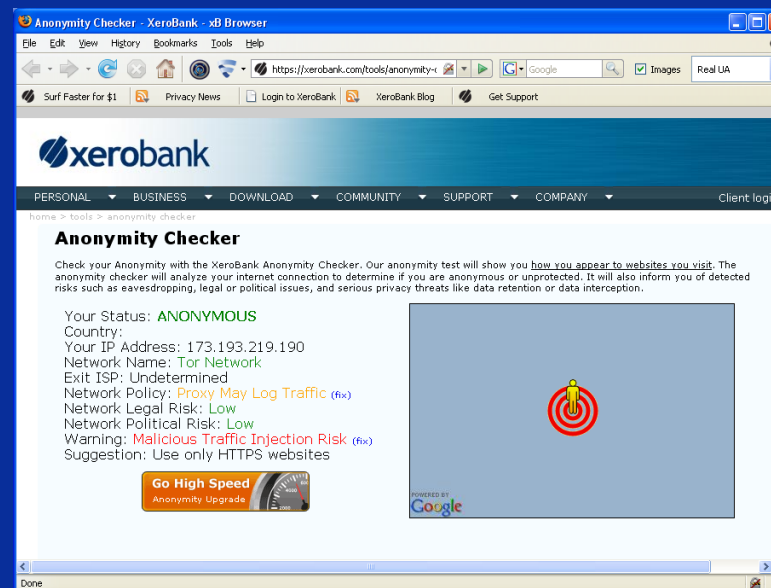 Anonymity Checker - XeroBank - xB Browser
File Edit View History Bookmarks Tools Help
https://xerobank.com/tools/anonymity-c Google Images Real UA
Surf Faster for $1 Privacy News Login to XeroBank XeroBank Blog Get Support
xerobank
PERSONAL BUSINESS DOWNLOAD COMMUNITY SUPPORT COMPANY Client logi
home > tools > anonymity checker
Anonymity Checker
Check your Anonymity with the XeroBank Anonymity Checker. Our anonymity test will show you how you appear to websites you visit. The
anonymity checker will analyze your internet connection to determine if you are anonymous or unprotected. It will also inform you of detected
risks such as eavesdropping, legal or political issues, and serious privacy threats like data retention or data interception.
Your Status: ANONYMOUS
Country:
Your IP Address: 173.193.219.190
Network Name: Tor Network
Exit ISP: Undetermined
Network Policy: Proxy May Log Traffic (fix)
Network Legal Risk: Low
Network Political Risk: Low
Warning: Malicious Traffic Injection Risk (fix)
Suggestion: Use only HTTPS websites
Go High Speed
Anonymity Upgrade
4000
2000
POWERED BY
Google
Done